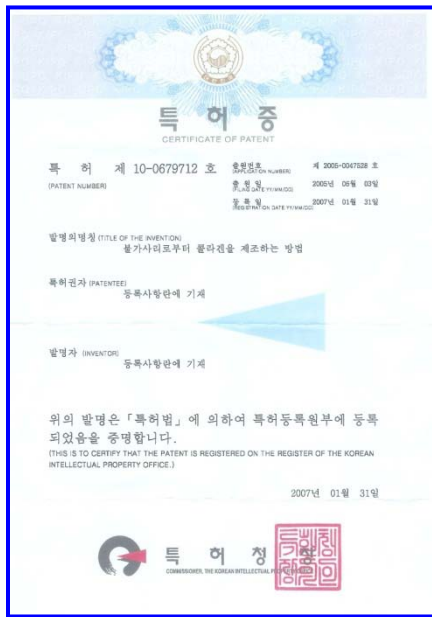 특 허 증
CERTIFICATE OF PATENT
특 허 제 10-0679712 호
(PATENT NUMBER)
출원번호 제 2005-0047528 호
(APPLICATION NUMBER)
출 원 일 2005년 06월 03일
(FILING DATE:YY/MM/DD)
등 록 일 2007년 01월 31일
(REGISTRATION DATE:YY/MM/DD)
발명의명칭 (TITLE OF THE INVENTION)
불가사리로부터 콜라겐을 제조하는 방법
특허권자 (PATENTEE)
등록사항란에 기재
발명자 (INVENTOR)
등록사항란에 기재
위의 발명은 「특허법」에 의하여 특허등록원부에 등록
되었음을 증명합니다.
(THIS IS TO CERTIFY THAT THE PATENT IS REGISTERED ON THE REGISTER OF THE KOREAN
INTELLECTUAL PROPERTY OFFICE.)
2007년 01월 31일
특 허 청 장
COMMISSIONER, THE KOREAN INTELLECTUAL